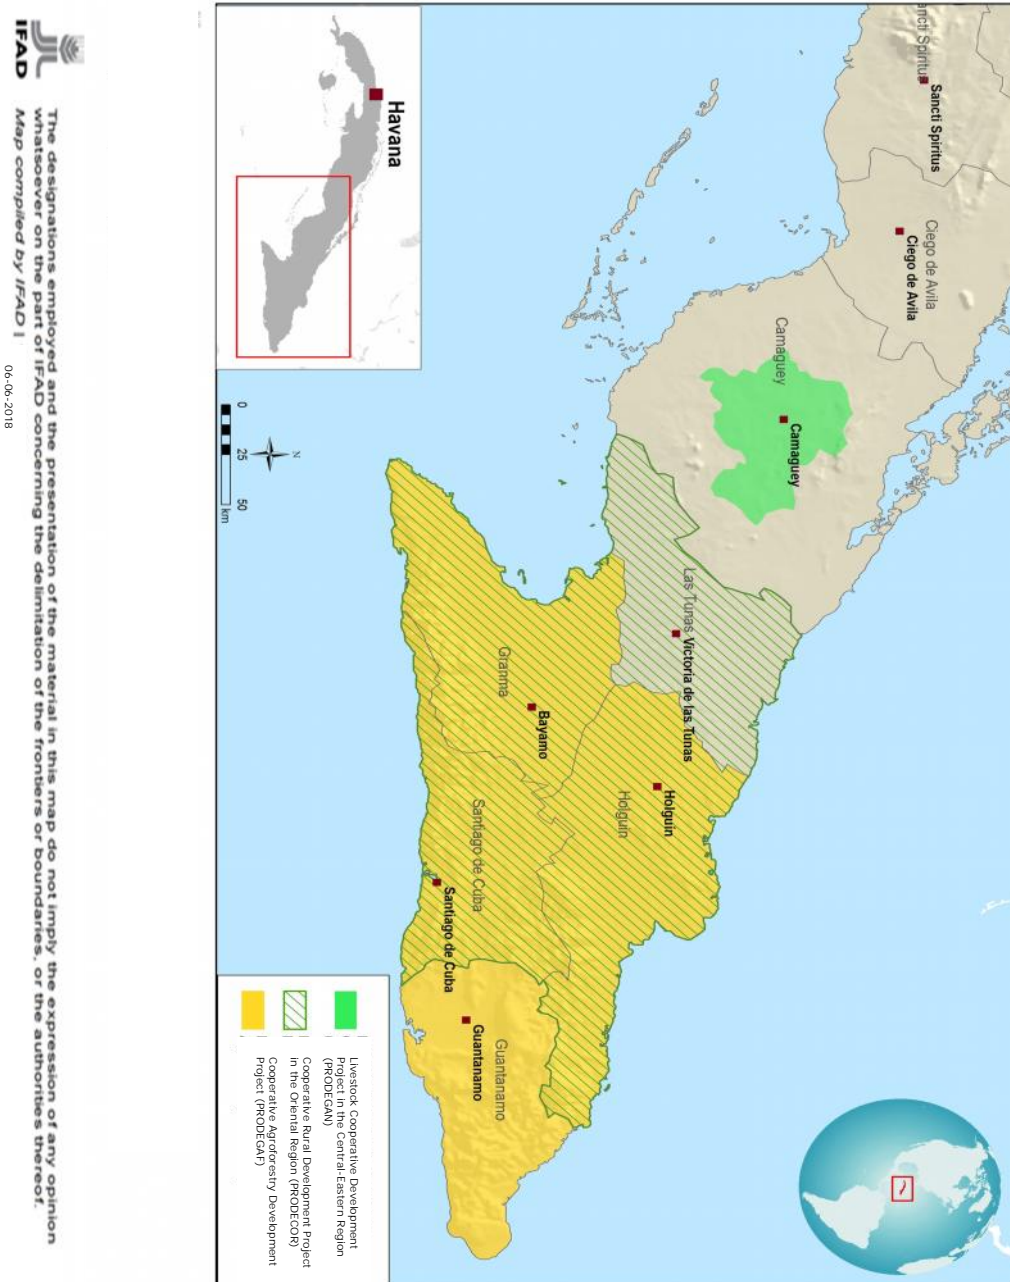 Havana
Sancti Spiritus
Ciego de Avila
Ciego de Avila
Camaguey
Camaguey
Las Tunas
Victoria de las Tunas
Holguin
Holguin
Granma
Bayamo
Santiago de Cuba
Santiago de Cuba
Guantanamo
Guantanamo
N
0 25 50
km
Livestock Cooperative Development
Project in the Central-Eastern Region
(PRODEGAN)
Cooperative Rural Development Project
in the Oriental Region (PRODECOR)
Cooperative Agroforestry Development
Project (PRODEGAF)
IFAD
The designations employed and the presentation of the material in this map do not imply the expression of any opinion
whatsoever on the part of IFAD concerning the delimitation of the frontiers or boundaries, or the authorities thereof.
Map compiled by IFAD |
06-06-2018